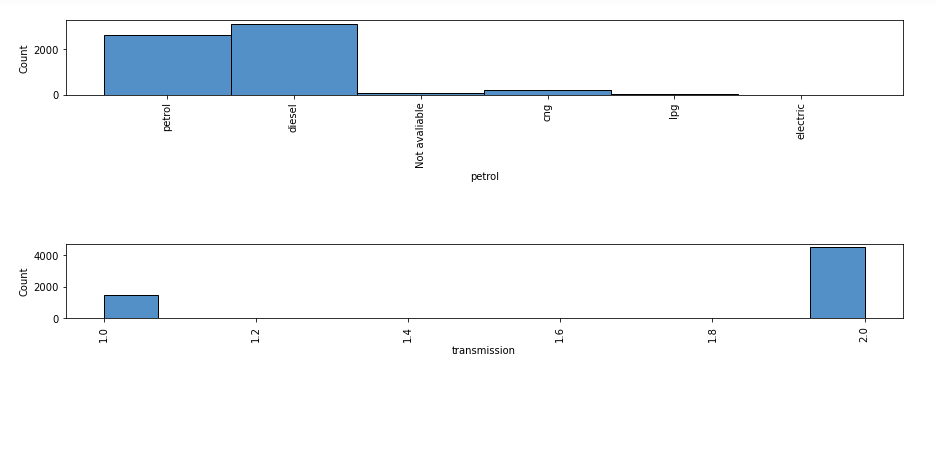 2000
Count
0
petrol
diesel
Not avaliable
cng
lpg
electric
petrol
4000
Count
2000
0
1.0
1.2
1.4
1.6
1.8
2.0
transmission